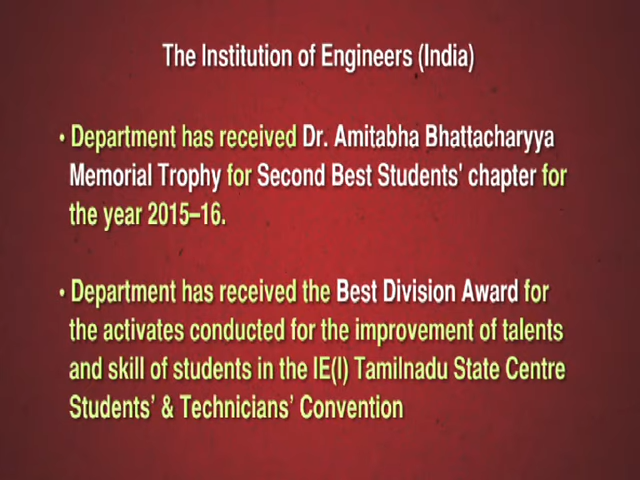 The Institution of Engineers (India)
• Department has received Dr. Amitabha Bhattacharyya
Memorial Trophy for Second Best Students' chapter for
the year 2015–16.
• Department has received the Best Division Award for
the activates conducted for the improvement of talents
and skill of students in the IE(I) Tamilnadu State Centre
Students’ & Technicians’ Convention